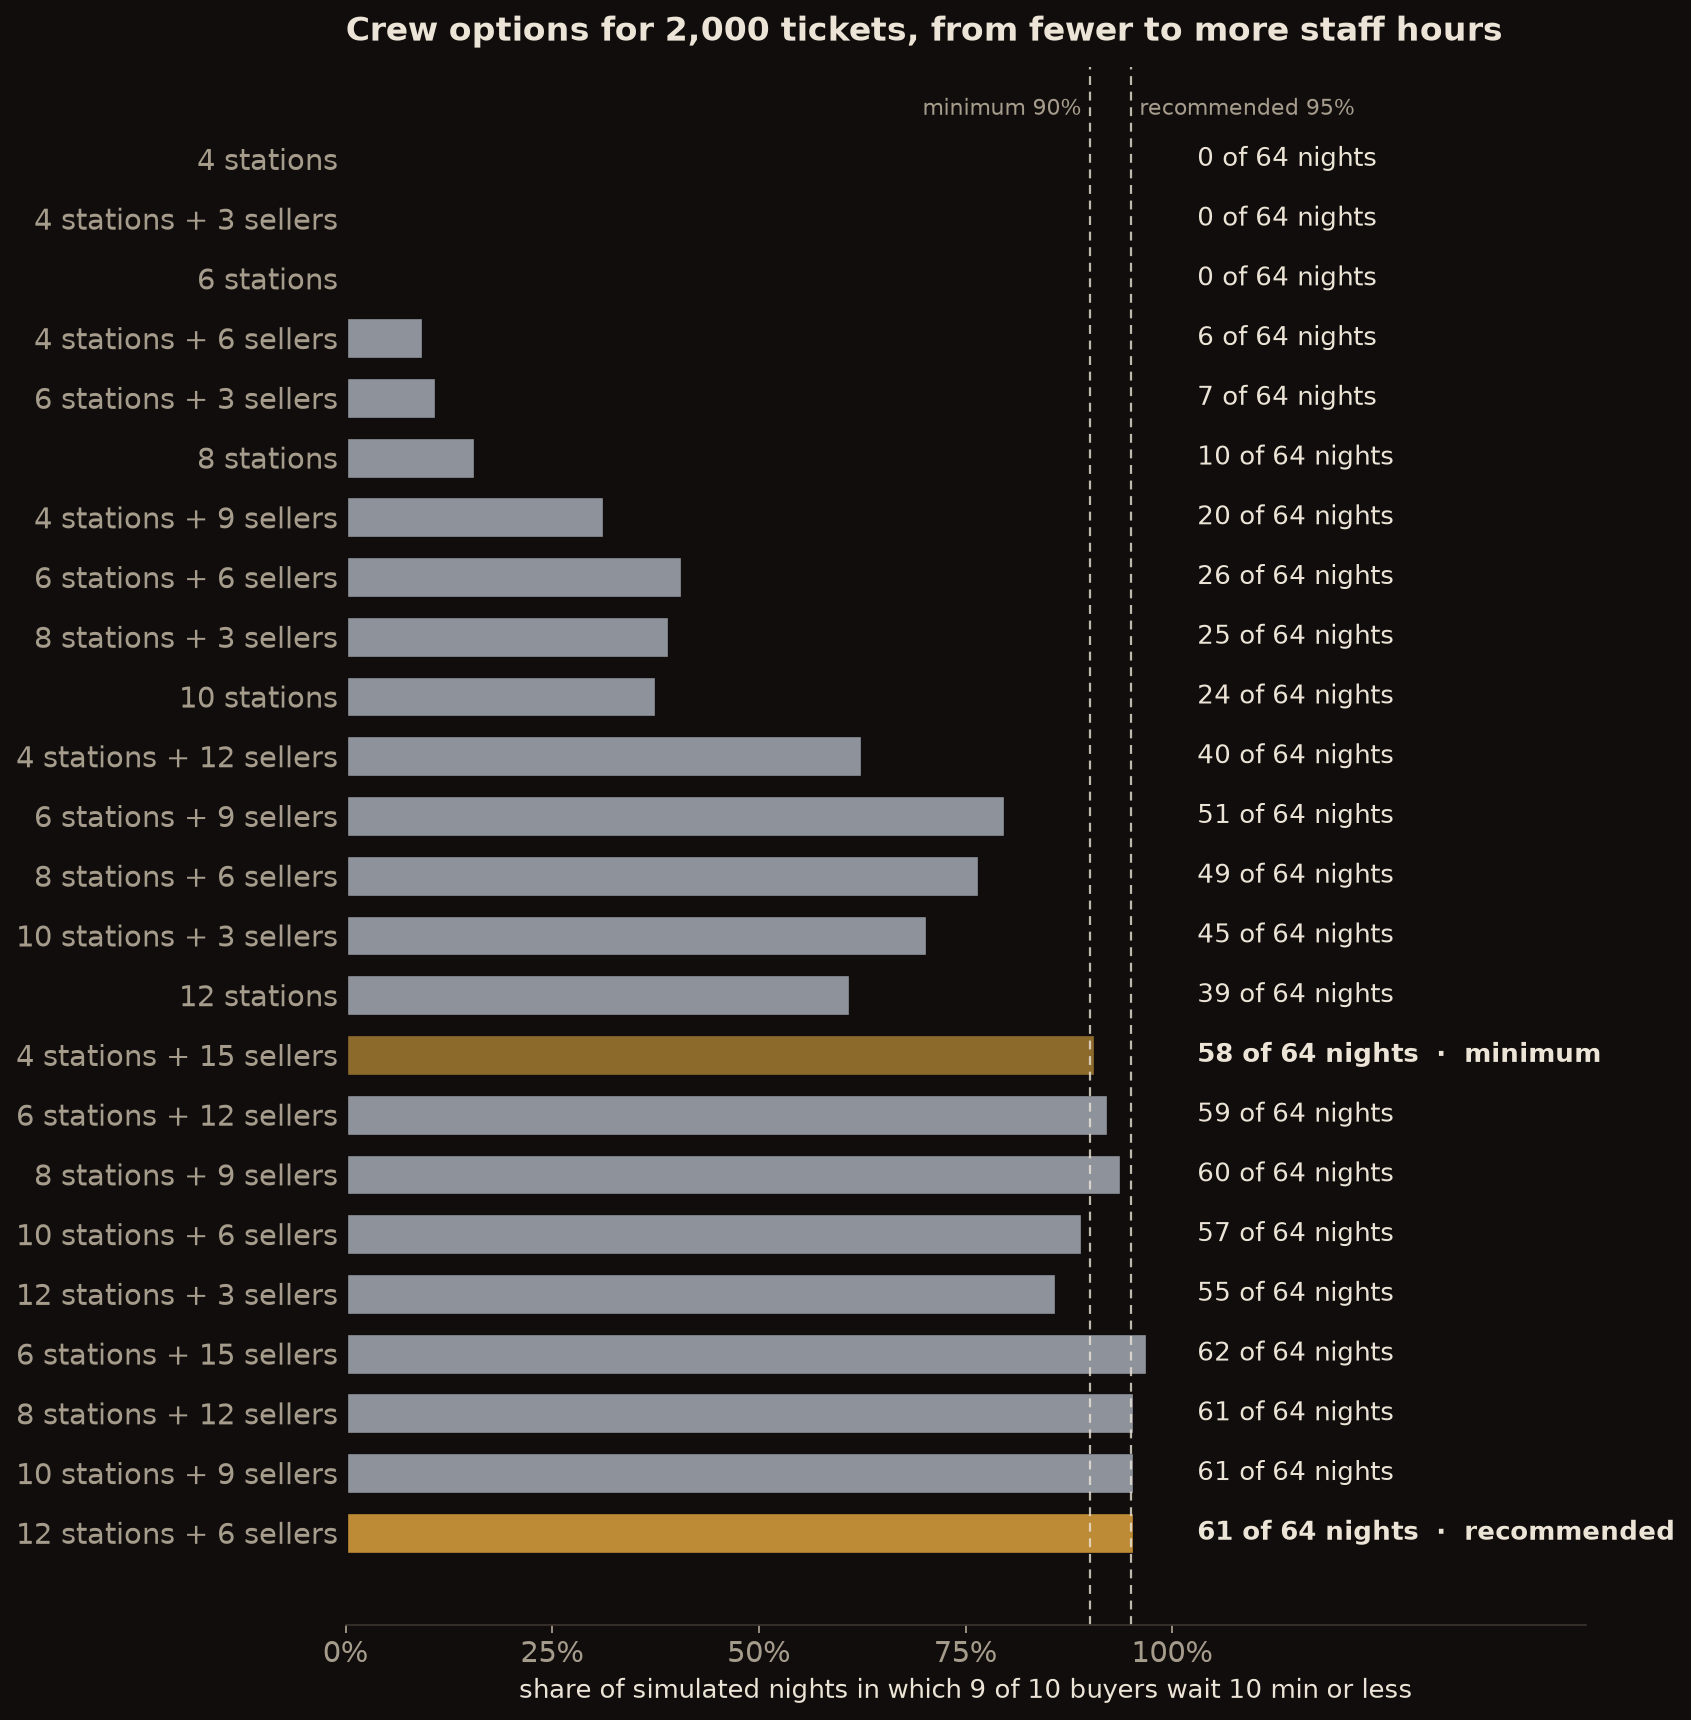 Crew options for 2,000 tickets, from fewer to more staff hours
minimum 90% recommended 95%
4 stations 0 of 64 nights
4 stations + 3 sellers 0 of 64 nights
6 stations 0 of 64 nights
4 stations + 6 sellers 6 of 64 nights
6 stations + 3 sellers 7 of 64 nights
8 stations 10 of 64 nights
4 stations + 9 sellers 20 of 64 nights
6 stations + 6 sellers 26 of 64 nights
8 stations + 3 sellers 25 of 64 nights
10 stations 24 of 64 nights
4 stations + 12 sellers 40 of 64 nights
6 stations + 9 sellers 51 of 64 nights
8 stations + 6 sellers 49 of 64 nights
10 stations + 3 sellers 45 of 64 nights
12 stations 39 of 64 nights
4 stations + 15 sellers 58 of 64 nights · minimum
6 stations + 12 sellers 59 of 64 nights
8 stations + 9 sellers 60 of 64 nights
10 stations + 6 sellers 57 of 64 nights
12 stations + 3 sellers 55 of 64 nights
6 stations + 15 sellers 62 of 64 nights
8 stations + 12 sellers 61 of 64 nights
10 stations + 9 sellers 61 of 64 nights
12 stations + 6 sellers 61 of 64 nights · recommended
0% 25% 50% 75% 100%
share of simulated nights in which 9 of 10 buyers wait 10 min or less